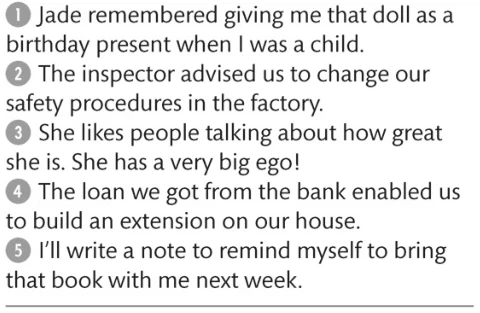 1 Jade remembered giving me that doll as a
birthday present when I was a child.
2 The inspector advised us to change our
safety procedures in the factory.
3 She likes people talking about how great
she is. She has a very big ego!
4 The loan we got from the bank enabled us
to build an extension on our house.
5 I'll write a note to remind myself to bring
that book with me next week.